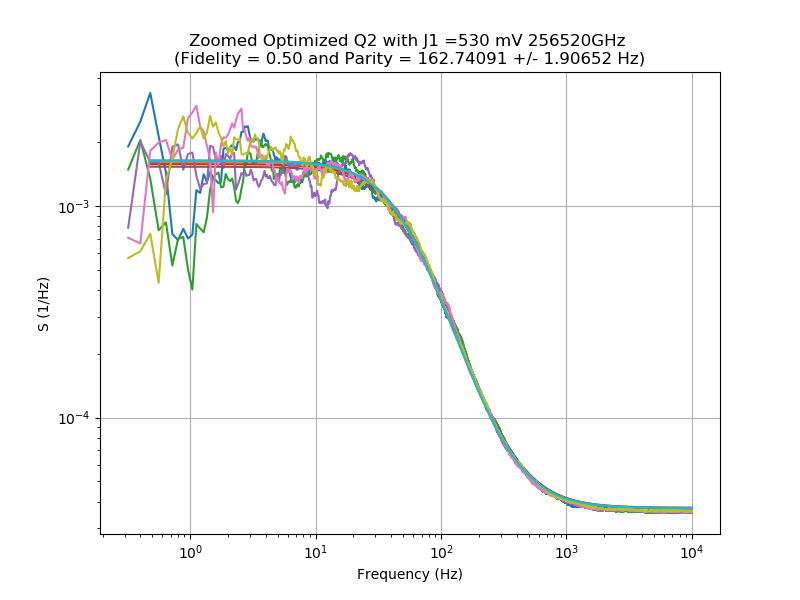 Zoomed Optimized Q2 with J1 =530 mV 256520GHz
(Fidelity = 0.50 and Parity = 162.74091 +/- 1.90652 Hz)
S (1/Hz)
10⁻³
10⁻⁴
10⁰ 10¹ 10² 10³ 10⁴
Frequency (Hz)